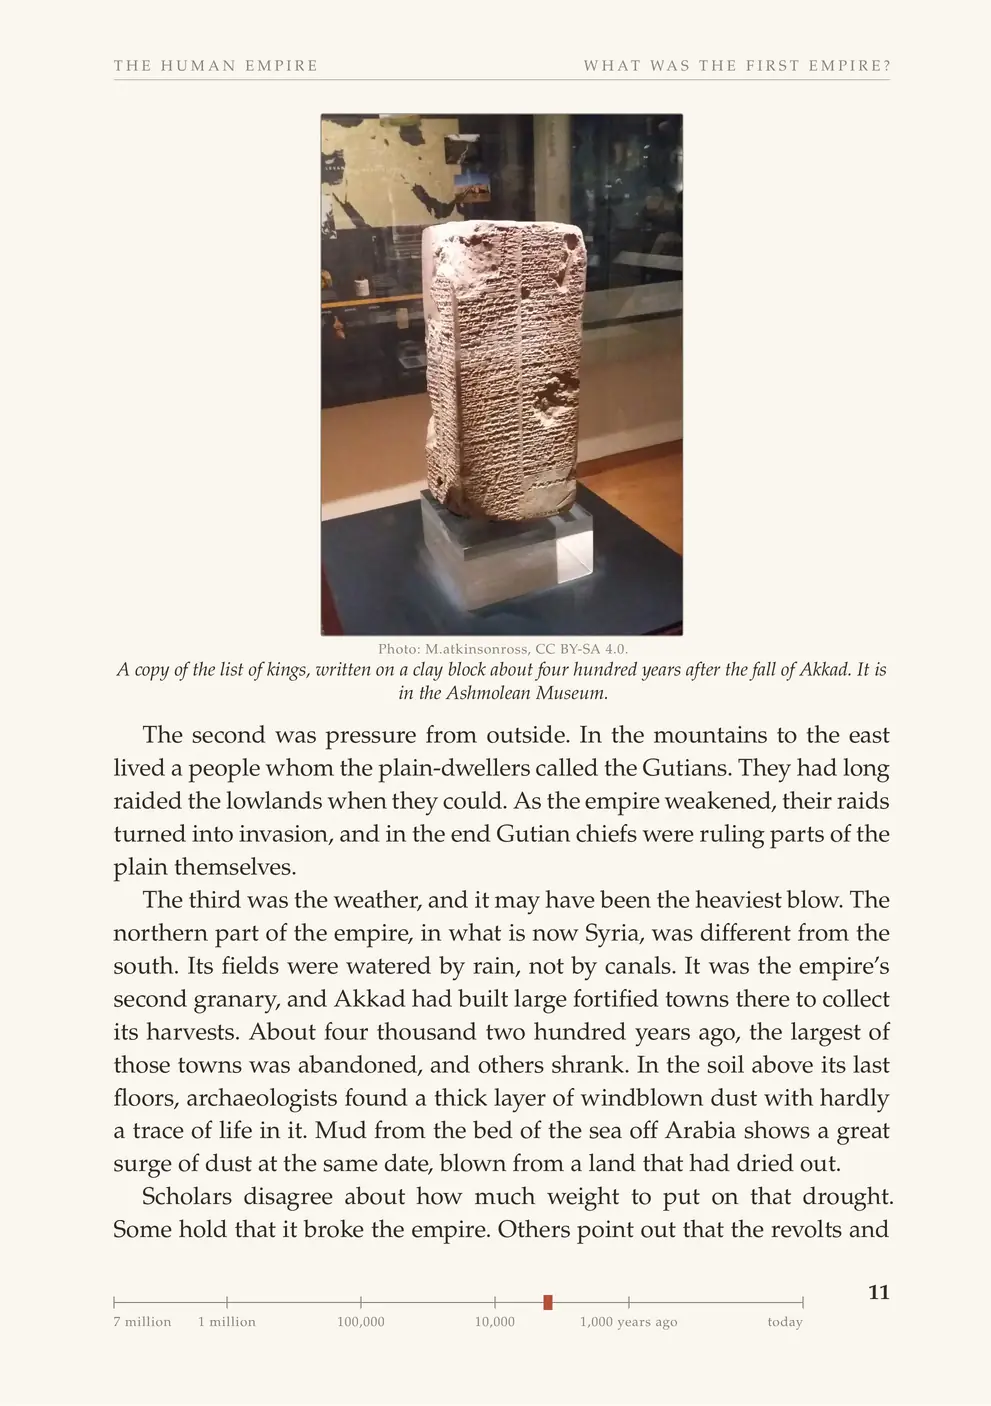 THE HUMAN EMPIRE
WHAT WAS THE FIRST EMPIRE?
Photo: M.atkinsonross, CC BY-SA 4.0.
A copy of the list of kings, written on a clay block about four hundred years after the fall of Akkad. It is
in the Ashmolean Museum.
The second was pressure from outside. In the mountains to the east
lived a people whom the plain-dwellers called the Gutians. They had long
raided the lowlands when they could. As the empire weakened, their raids
turned into invasion, and in the end Gutian chiefs were ruling parts of the
plain themselves.
The third was the weather, and it may have been the heaviest blow. The
northern part of the empire, in what is now Syria, was different from the
south. Its fields were watered by rain, not by canals. It was the empire’s
second granary, and Akkad had built large fortified towns there to collect
its harvests. About four thousand two hundred years ago, the largest of
those towns was abandoned, and others shrank. In the soil above its last
floors, archaeologists found a thick layer of windblown dust with hardly
a trace of life in it. Mud from the bed of the sea off Arabia shows a great
surge of dust at the same date, blown from a land that had dried out.
Scholars disagree about how much weight to put on that drought.
Some hold that it broke the empire. Others point out that the revolts and
11
7 million 1 million 100,000 10,000 1,000 years ago today